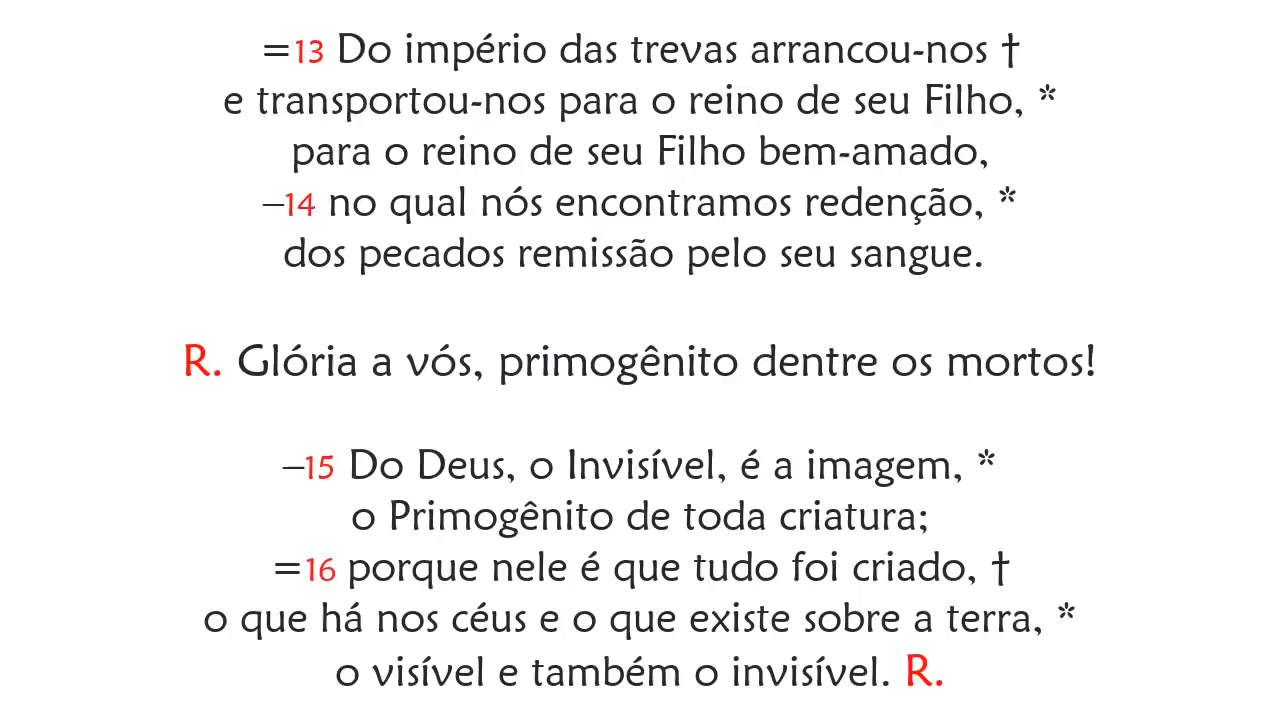 =13 Do império das trevas arrancou-nos †
e transportou-nos para o reino de seu Filho, *
para o reino de seu Filho bem-amado,
–14 no qual nós encontramos redenção, *
dos pecados remissão pelo seu sangue.
R. Glória a vós, primogênito dentre os mortos!
–15 Do Deus, o Invisível, é a imagem, *
o Primogênito de toda criatura;
=16 porque nele é que tudo foi criado, †
o que há nos céus e o que existe sobre a terra, *
o visível e também o invisível. R.